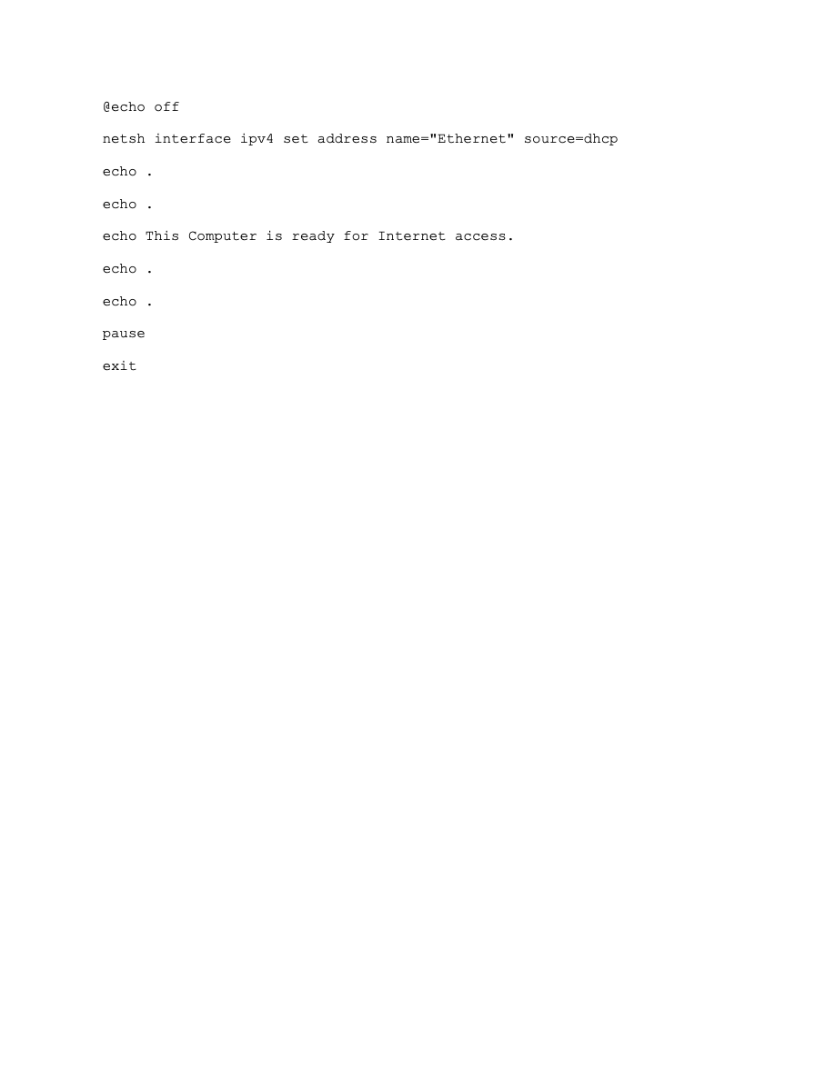 @echo off
netsh interface ipv4 set address name="Ethernet" source=dhcp
echo .
echo .
echo This Computer is ready for Internet access.
echo .
echo .
pause
exit